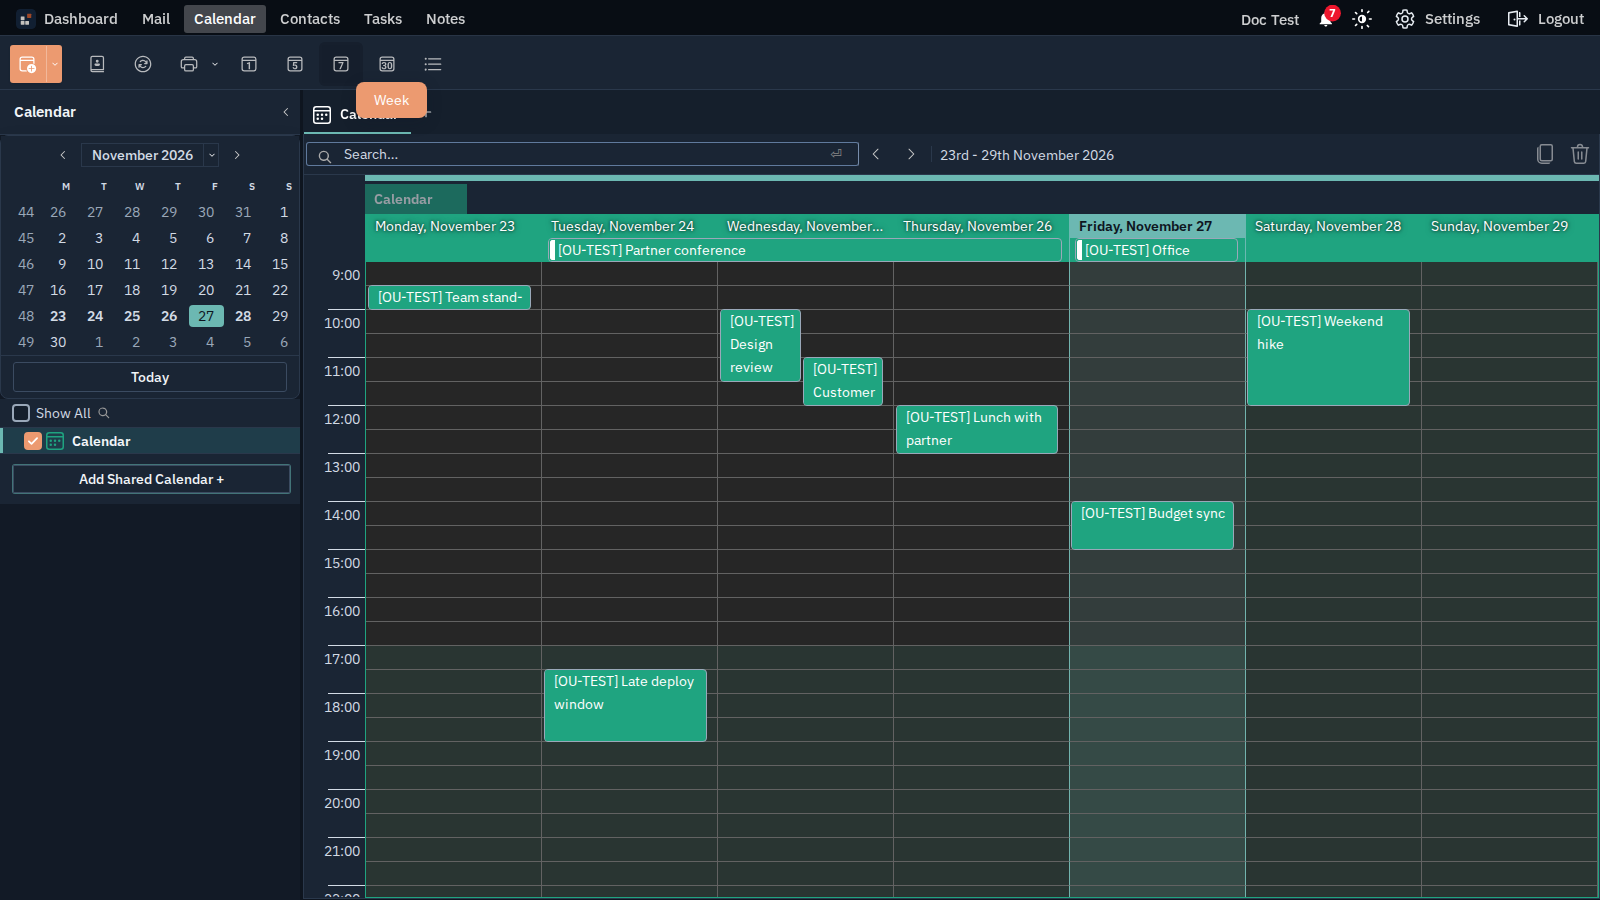 Dashboard Mail Calendar Contacts Tasks Notes Doc Test 7 Settings Logout
1 5 7 30
Week
Calendar
November 2026
M T W T F S S
44 26 27 28 29 30 31 1
45 2 3 4 5 6 7 8
46 9 10 11 12 13 14 15
47 16 17 18 19 20 21 22
48 23 24 25 26 27 28 29
49 30 1 2 3 4 5 6
Today
Show All
Calendar
Add Shared Calendar +
Search...
23rd - 29th November 2026
Calendar
Monday, November 23
Tuesday, November 24
Wednesday, November...
Thursday, November 26
Friday, November 27
Saturday, November 28
Sunday, November 29
[OU-TEST] Partner conference
[OU-TEST] Office
9:00
[OU-TEST] Team stand-
10:00
[OU-TEST]
Design
review
[OU-TEST] Weekend
hike
11:00
[OU-TEST]
Customer
12:00
[OU-TEST] Lunch with
partner
13:00
14:00
[OU-TEST] Budget sync
15:00
16:00
17:00
[OU-TEST] Late deploy
window
18:00
19:00
20:00
21:00